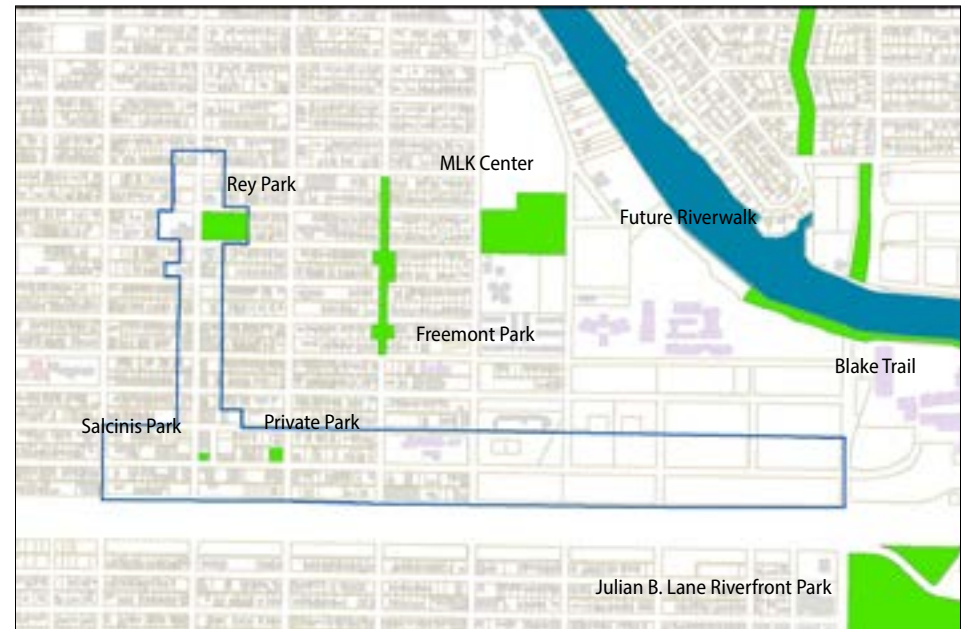 MLK Center
Rey Park
Future Riverwalk
Freemont Park
Blake Trail
Salcinis Park
Private Park
Julian B. Lane Riverfront Park